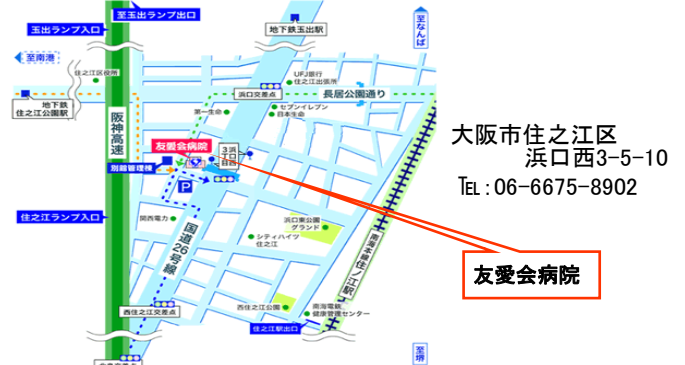 至玉出ランプ出口
玉出ランプ入口
地下鉄玉出駅
至なんば
至南港
住之江区役所
UFJ銀行
住之江出張所
浜口交差点
長居公園通り
地下鉄
住之江公園駅
第一生命
セブンイレブン
日本生命
阪神高速
友愛会病院
浜口西
3丁目
別館管理棟
P
住之江ランプ入口
関西電力
国道26号線
浜口東公園
グランド
シティハイツ
住之江
南海本線住ノ江駅
西住之江公園
南海電鉄
健康管理センター
西住之江交差点
住之江駅出口
至堺
大阪市住之江区
浜口西3-5-10
℡:06-6675-8902
友愛会病院